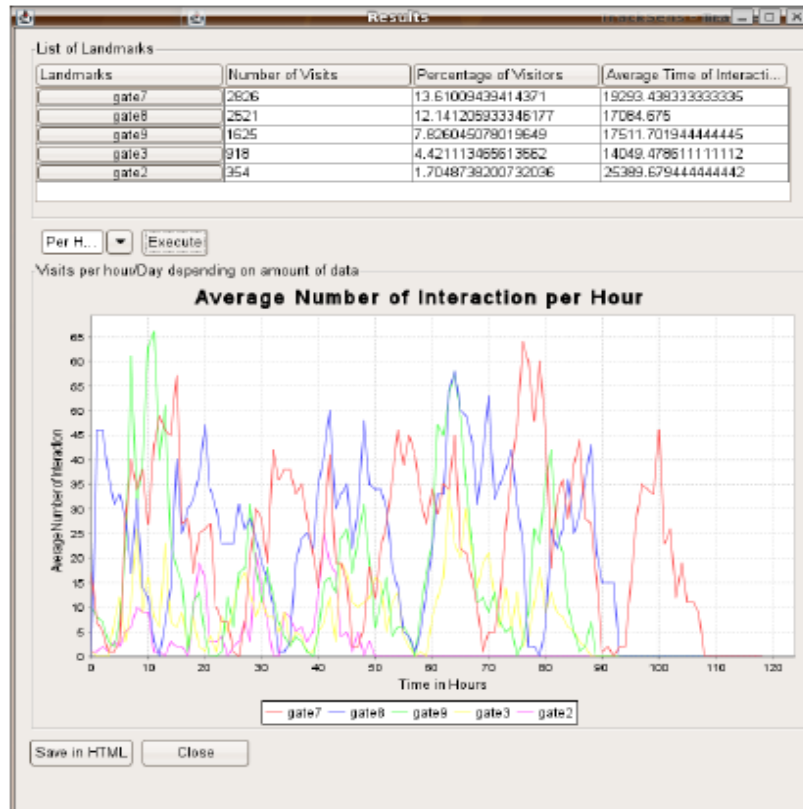 Results
List of Landmarks
Landmarks Number of Visits Percentage of Visitors Average Time of Interacti...
gate7 2826 13.61009439414371 19293.438333333335
gate8 2521 12.141205933346177 17084.675
gate9 1625 7.826045078019649 17511.701944444445
gate3 918 4.421113465613562 14049.478611111112
gate2 354 1.7048738200732036 25389.679444444442
Per H... Execute
Visits per hour/Day depending on amount of data
Average Number of Interaction per Hour
Average Number of Interaction
65
60
55
50
45
40
35
30
25
20
15
10
5
0
0 10 20 30 40 50 60 70 80 90 100 110 120
Time in Hours
gate7 gate8 gate9 gate3 gate2
Save in HTML Close